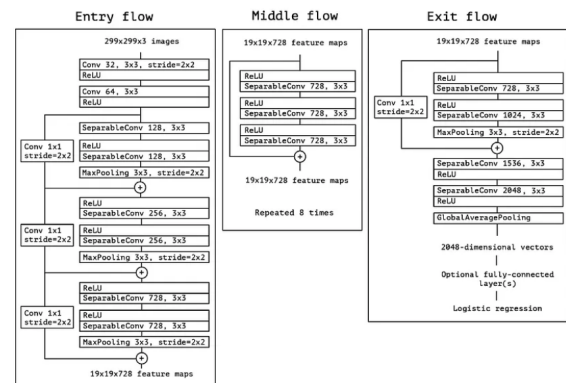 Entry flow
299x299x3 images
Conv 32, 3x3, stride=2x2
ReLU
Conv 64, 3x3
ReLU
SeparableConv 128, 3x3
Conv 1x1
stride=2x2
ReLU
SeparableConv 128, 3x3
MaxPooling 3x3, stride=2x2
+
ReLU
SeparableConv 256, 3x3
Conv 1x1
stride=2x2
ReLU
SeparableConv 256, 3x3
MaxPooling 3x3, stride=2x2
+
ReLU
SeparableConv 728, 3x3
Conv 1x1
stride=2x2
ReLU
SeparableConv 728, 3x3
MaxPooling 3x3, stride=2x2
+
19x19x728 feature maps
Middle flow
19x19x728 feature maps
ReLU
SeparableConv 728, 3x3
ReLU
SeparableConv 728, 3x3
ReLU
SeparableConv 728, 3x3
+
19x19x728 feature maps
Repeated 8 times
Exit flow
19x19x728 feature maps
ReLU
SeparableConv 728, 3x3
Conv 1x1
stride=2x2
ReLU
SeparableConv 1024, 3x3
MaxPooling 3x3, stride=2x2
+
SeparableConv 1536, 3x3
ReLU
SeparableConv 2048, 3x3
ReLU
GlobalAveragePooling
2048-dimensional vectors
Optional fully-connected
layer(s)
Logistic regression